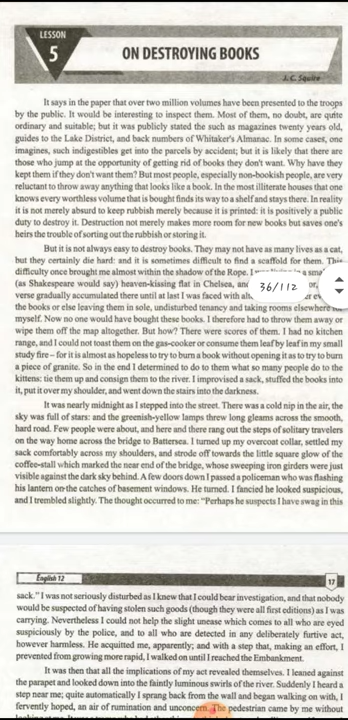 LESSON
5
ON DESTROYING BOOKS
J. C. Squire
It says in the paper that over two million volumes have been presented to the troops
by the public. It would be interesting to inspect them. Most of them, no doubt, are quite
ordinary and suitable; but it was publicly stated the such as magazines twenty years old,
guides to the Lake District, and back numbers of Whitaker's Almanac. In some cases, one
imagines, such indigestibles get into the parcels by accident; but it is likely that there are
those who jump at the opportunity of getting rid of books they don't want. Why have they
kept them if they don't want them? But most people, especially non-bookish people, are very
reluctant to throw away anything that looks like a book. In the most illiterate houses that one
knows every worthless volume that is bought finds its way to a shelf and stays there. In reality
it is not merely absurd to keep rubbish merely because it is printed: it is positively a public
duty to destroy it. Destruction not merely makes more room for new books but saves one's
heirs the trouble of sorting out the rubbish or storing it.
But it is not always easy to destroy books. They may not have as many lives as a cat,
but they certainly die hard: and it is sometimes difficult to find a scaffold for them. This
difficulty once brought me almost within the shadow of the Rope. I in a small
(as Shakespeare would say) heaven-kissing flat in Chelsea, and or,
36/112
verse gradually accumulated there until at last I was faced with
the books or else leaving them in sole, undisturbed tenancy and taking rooms elsewhere
myself. Now no one would have bought these books. I therefore had to throw them away or
wipe them off the map altogether. But how? There were scores of them. I had no kitchen
range, and I could not toast them on the gas-cooker or consume them leaf by leaf in my small
study fire – for it is almost as hopeless to try to burn a book without opening it as to try to burn
a piece of granite. So in the end I determined to do to them what so many people do to the
kittens: tie them up and consign them to the river. I improvised a sack, stuffed the books into
it, put it over my shoulder, and went down the stairs into the darkness.
It was nearly midnight as I stepped into the street. There was a cold nip in the air, the
sky was full of stars: and the greenish-yellow lamps threw long gleams across the smooth,
hard road. Few people were about, and here and there rang out the steps of solitary travelers
on the way home across the bridge to Battersea. I turned up my overcoat collar, settled my
sack comfortably across my shoulders, and strode off towards the little square glow of the
coffee-stall which marked the near end of the bridge, whose sweeping iron girders were just
visible against the dark sky behind. A few doors down I passed a policeman who was flashing
his lantern on the catches of basement windows. He turned. I fancied he looked suspicious,
and I trembled slightly. The thought occurred to me: "Perhaps he suspects I have swag in this
English 12
17
sack." I was not seriously disturbed as I knew that I could bear investigation, and that nobody
would be suspected of having stolen such goods (though they were all first editions) as I was
carrying. Nevertheless I could not help the slight unease which comes to all who are eyed
suspiciously by the police, and to all who are detected in any deliberately furtive act,
however harmless. He acquitted me, apparently; and with a step that, making an effort, I
prevented from growing more rapid, I walked on until I reached the Embankment.
It was then that all the implications of my act revealed themselves. I leaned against
the parapet and looked down into the faintly luminous swirls of the river. Suddenly I heard a
step near me; quite automatically I sprang back from the wall and began walking on with, I
fervently hoped, an air of rumination and unconcern. The pedestrian came by me without